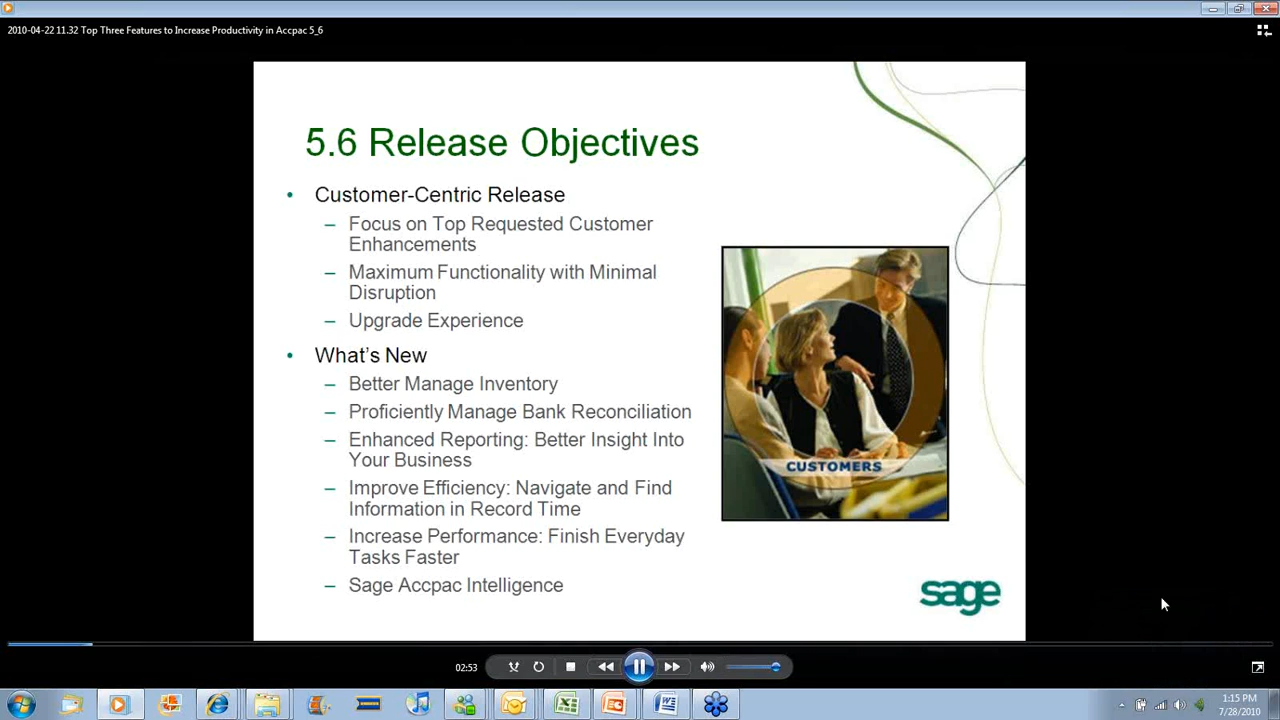 2010-04-22 11.32 Top Three Features to Increase Productivity in Accpac 5_6
5.6 Release Objectives
• Customer-Centric Release
– Focus on Top Requested Customer
Enhancements
– Maximum Functionality with Minimal
Disruption
– Upgrade Experience
• What's New
– Better Manage Inventory
– Proficiently Manage Bank Reconciliation
– Enhanced Reporting: Better Insight Into
Your Business
– Improve Efficiency: Navigate and Find
Information in Record Time
– Increase Performance: Finish Everyday
Tasks Faster
– Sage Accpac Intelligence
CUSTOMERS
sage
02:53
1:15 PM
7/28/2010